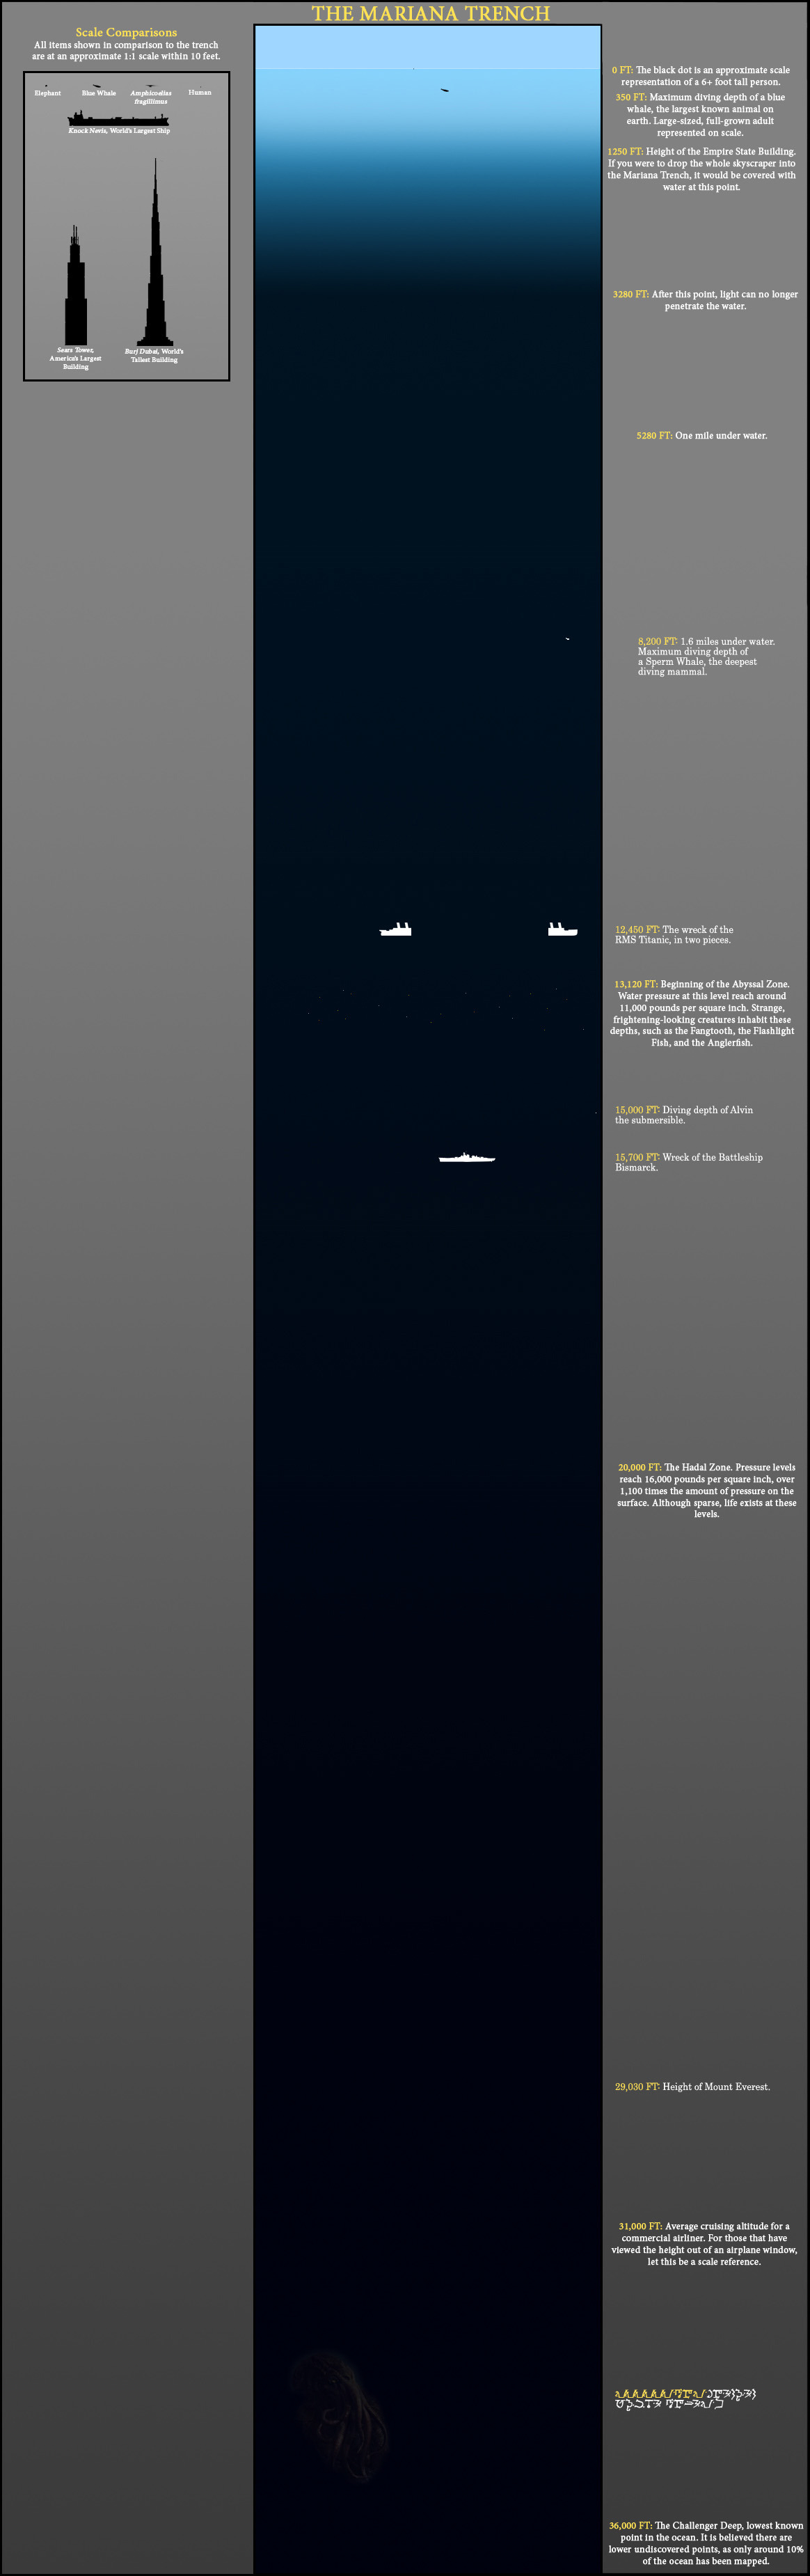 THE MARIANA TRENCH
Scale Comparisons
All items shown in comparison to the trench
are at an approximate 1:1 scale within 10 feet.
Elephant
Blue Whale
Amphicoelias
fragillimus
Human
Knock Nevis, World's Largest Ship
Sears Tower,
America's Largest
Building
Burj Dubai, World's
Tallest Building
0 FT: The black dot is an approximate scale
representation of a 6+ foot tall person.
350 FT: Maximum diving depth of a blue
whale, the largest known animal on
earth. Large-sized, full-grown adult
represented on scale.
1250 FT: Height of the Empire State Building.
If you were to drop the whole skyscraper into
the Mariana Trench, it would be covered with
water at this point.
3280 FT: After this point, light can no longer
penetrate the water.
5280 FT: One mile under water.
8,200 FT: 1.6 miles under water.
Maximum diving depth of
a Sperm Whale, the deepest
diving mammal.
12,450 FT: The wreck of the
RMS Titanic, in two pieces.
13,120 FT: Beginning of the Abyssal Zone.
Water pressure at this level reach around
11,000 pounds per square inch. Strange,
frightening-looking creatures inhabit these
depths, such as the Fangtooth, the Flashlight
Fish, and the Anglerfish.
15,000 FT: Diving depth of Alvin
the submersible.
15,700 FT: Wreck of the Battleship
Bismarck.
20,000 FT: The Hadal Zone. Pressure levels
reach 16,000 pounds per square inch, over
1,100 times the amount of pressure on the
surface. Although sparse, life exists at these
levels.
29,030 FT: Height of Mount Everest.
31,000 FT: Average cruising altitude for a
commercial airliner. For those that have
viewed the height out of an airplane window,
let this be a scale reference.
36,000 FT: The Challenger Deep, lowest known
point in the ocean. It is believed there are
lower undiscovered points, as only around 10%
of the ocean has been mapped.